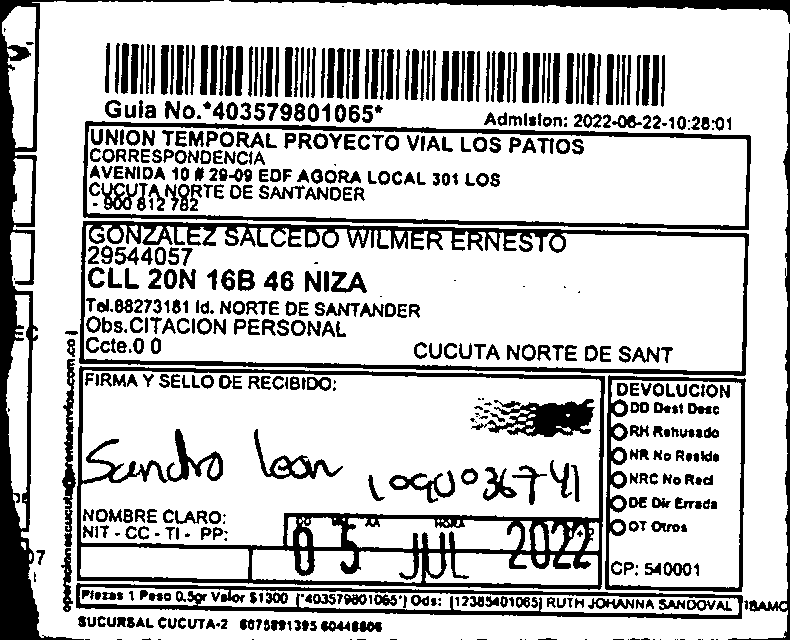 Guia No.*403579801065*
Admision: 2022-06-22-10:28:01
UNION TEMPORAL PROYECTO VIAL LOS PATIOS
CORRESPONDENCIA
AVENIDA 10 # 29-09 EDF AGORA LOCAL 301 LOS
CUCUTA NORTE DE SANTANDER
- 900 812 782
GONZALEZ SALCEDO WILMER ERNESTO
29544057
CLL 20N 16B 46 NIZA
Tel.88273181 Id. NORTE DE SANTANDER
Obs.CITACION PERSONAL
Ccte.0 0
CUCUTA NORTE DE SANT
FIRMA Y SELLO DE RECIBIDO:
Sandro leon 1090036741
NOMBRE CLARO:
NIT - CC - TI - PP:
AA HORA
05 JUL 2022
DEVOLUCION
DD Dest Desc
RH Rehusado
NR No Reside
NRC No Recl
DE Dir Errada
OT Otros
CP: 540001
Piezas 1 Peso 0.5gr Valor $1300 [*403579801065*] Ods: [12385401065] RUTH JOHANNA SANDOVAL
SUCURSAL CUCUTA-2 6075891395 60448606